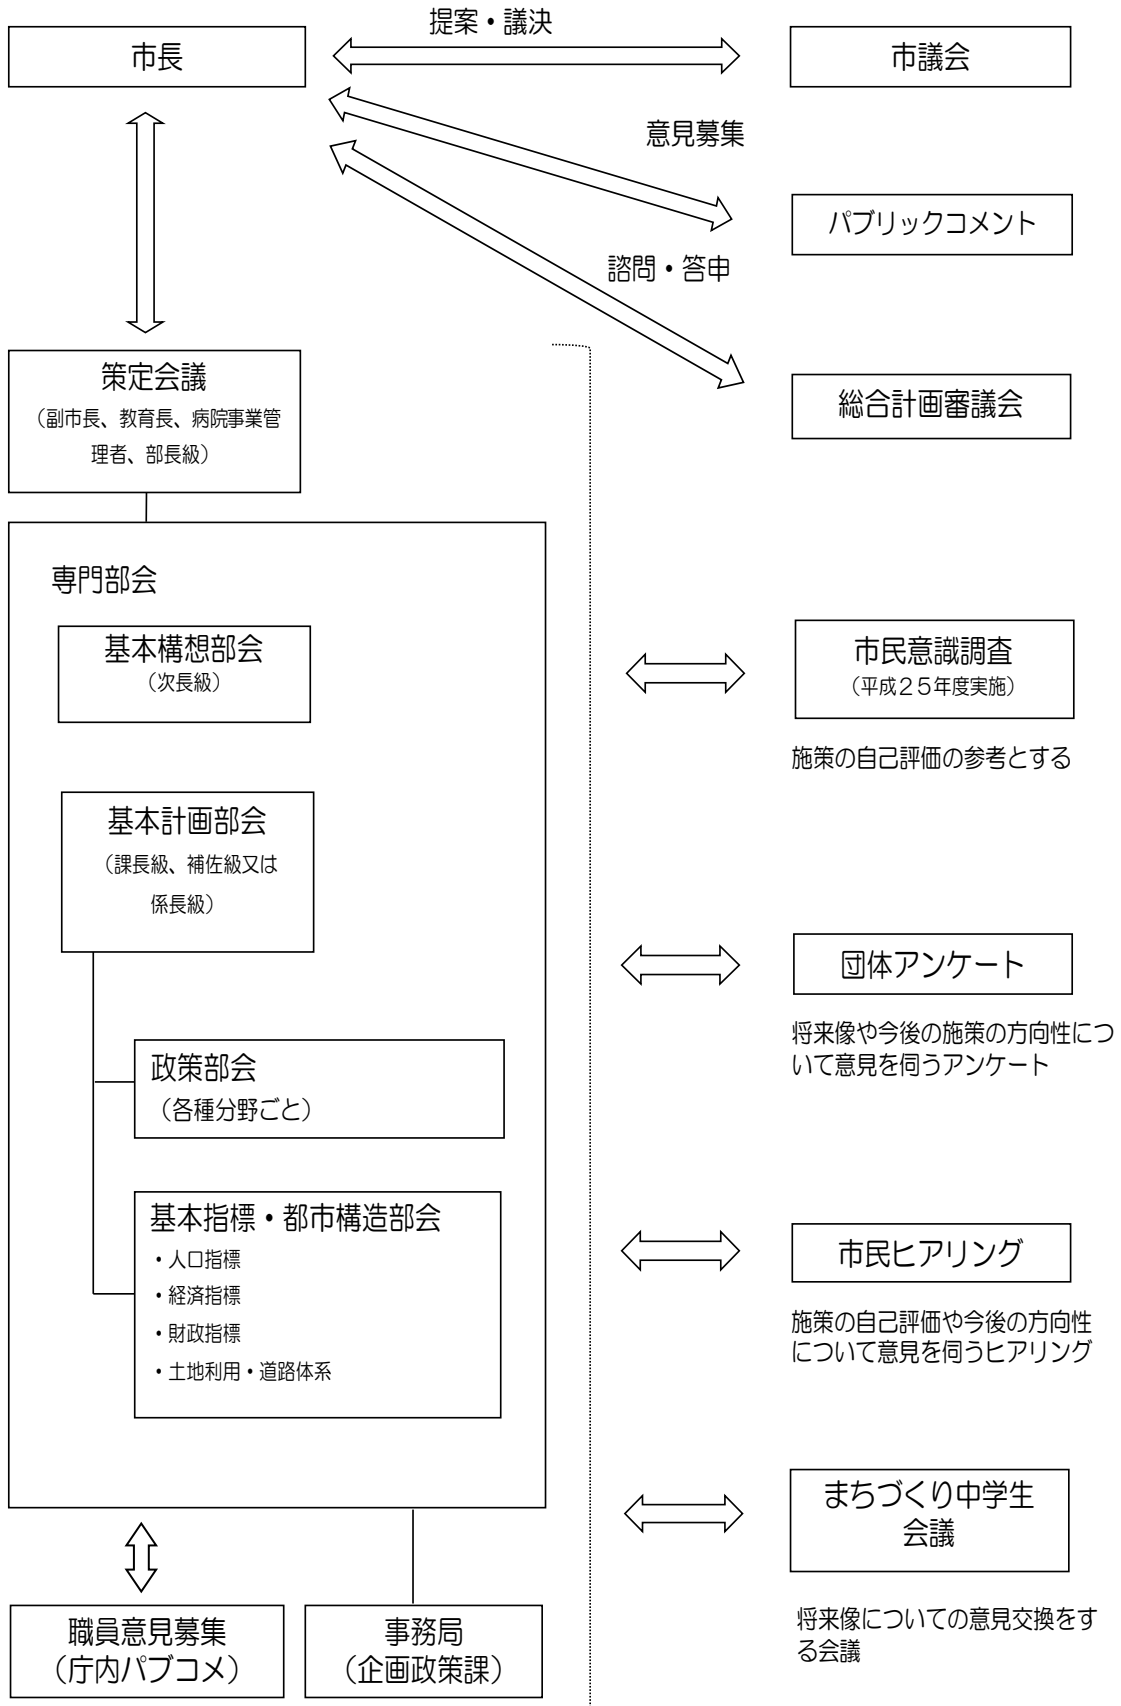 提案・議決
市長
市議会
意見募集
パブリックコメント
諮問・答申
総合計画審議会
策定会議
（副市長、教育長、病院事業管
理者、部長級）
専門部会
基本構想部会
（次長級）
基本計画部会
（課長級、補佐級又は
係長級）
政策部会
（各種分野ごと）
基本指標・都市構造部会
・人口指標
・経済指標
・財政指標
・土地利用・道路体系
職員意見募集
（庁内パブコメ）
事務局
（企画政策課）
市民意識調査
（平成２５年度実施）
施策の自己評価の参考とする
団体アンケート
将来像や今後の施策の方向性につ
いて意見を伺うアンケート
市民ヒアリング
施策の自己評価や今後の方向性
について意見を伺うヒアリング
まちづくり中学生
会議
将来像についての意見交換をす
る会議